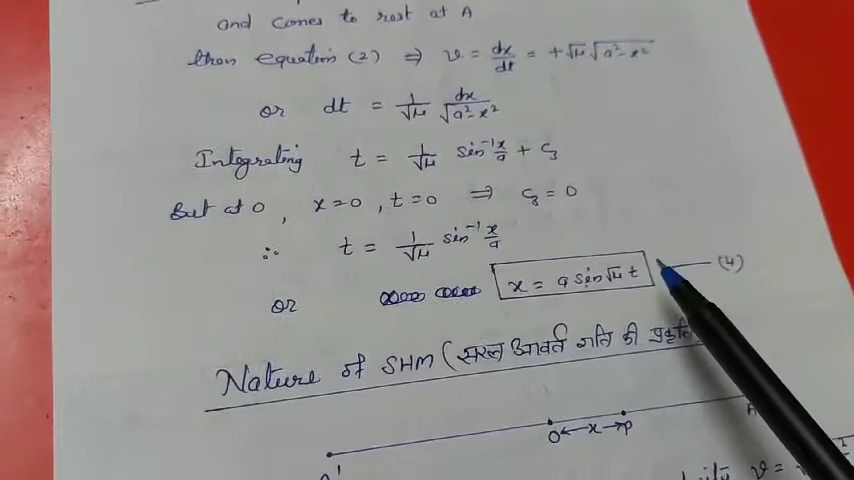 and comes to rest at A
then equation (2) ⇒ v = dx/dt = +√μ √(a²-x²)
or dt = 1/√μ dx/√(a²-x²)
Integrating t = 1/√μ sin⁻¹ x/a + c₃
But at O, x=0, t=0 ⇒ c₃ = 0
∴ t = 1/√μ sin⁻¹ x/a
or x = a sin √μ t (4)
Nature of SHM (सरल आवर्त गति की
O ← x → P
A'
v =